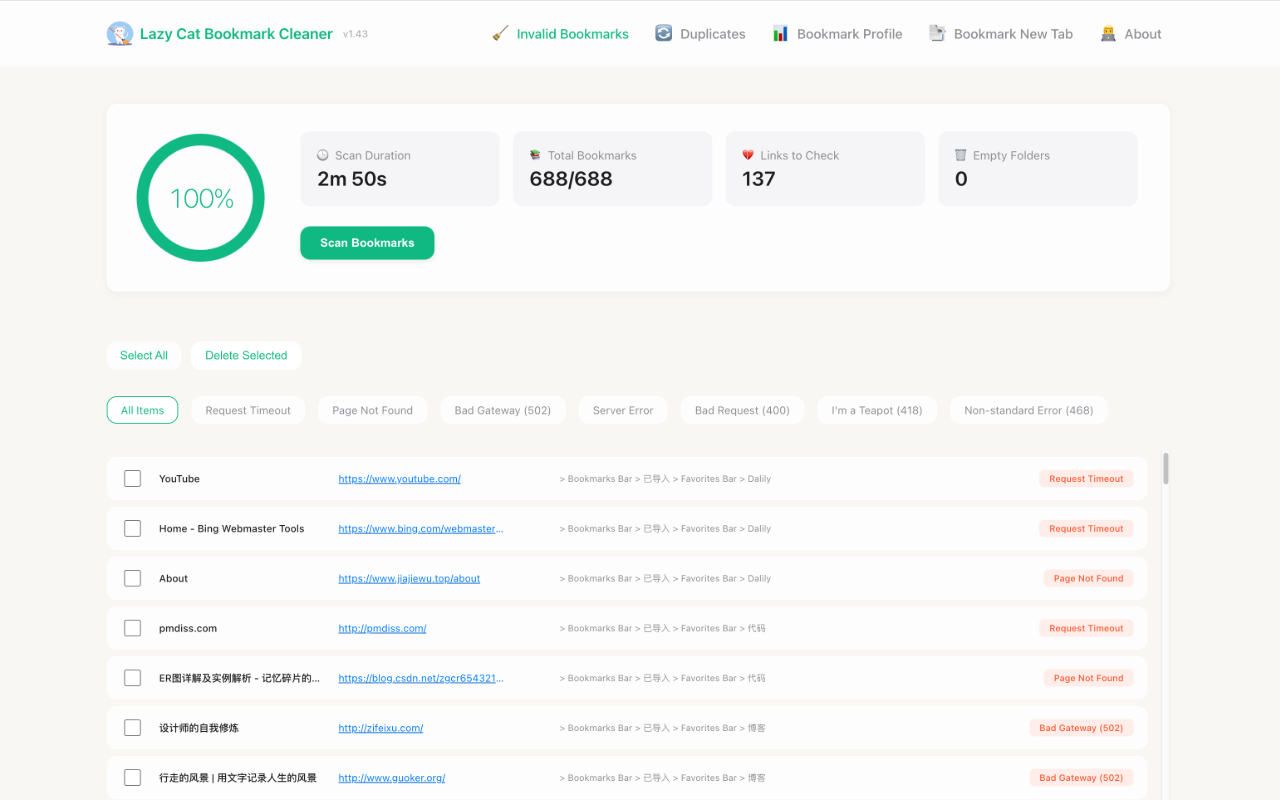 Lazy Cat Bookmark Cleaner v1.43 Invalid Bookmarks Duplicates Bookmark Profile Bookmark New Tab About
100%
Scan Duration
2m 50s
Total Bookmarks
688/688
Links to Check
137
Empty Folders
0
Scan Bookmarks
Select All Delete Selected
All Items Request Timeout Page Not Found Bad Gateway (502) Server Error Bad Request (400) I'm a Teapot (418) Non-standard Error (468)
YouTube https://www.youtube.com/ > Bookmarks Bar > 已导入 > Favorites Bar > Dalily Request Timeout
Home - Bing Webmaster Tools https://www.bing.com/webmaster... > Bookmarks Bar > 已导入 > Favorites Bar > Dalily Request Timeout
About https://www.jiajiewu.top/about > Bookmarks Bar > 已导入 > Favorites Bar > Dalily Page Not Found
pmdiss.com http://pmdiss.com/ > Bookmarks Bar > 已导入 > Favorites Bar > 代码 Request Timeout
ER图详解及实例解析 - 记忆碎片的... https://blog.csdn.net/zgcr654321... > Bookmarks Bar > 已导入 > Favorites Bar > 代码 Page Not Found
设计师的自我修炼 http://zifeixu.com/ > Bookmarks Bar > 已导入 > Favorites Bar > 博客 Bad Gateway (502)
行走的风景 | 用文字记录人生的风景 http://www.guoker.org/ > Bookmarks Bar > 已导入 > Favorites Bar > 博客 Bad Gateway (502)